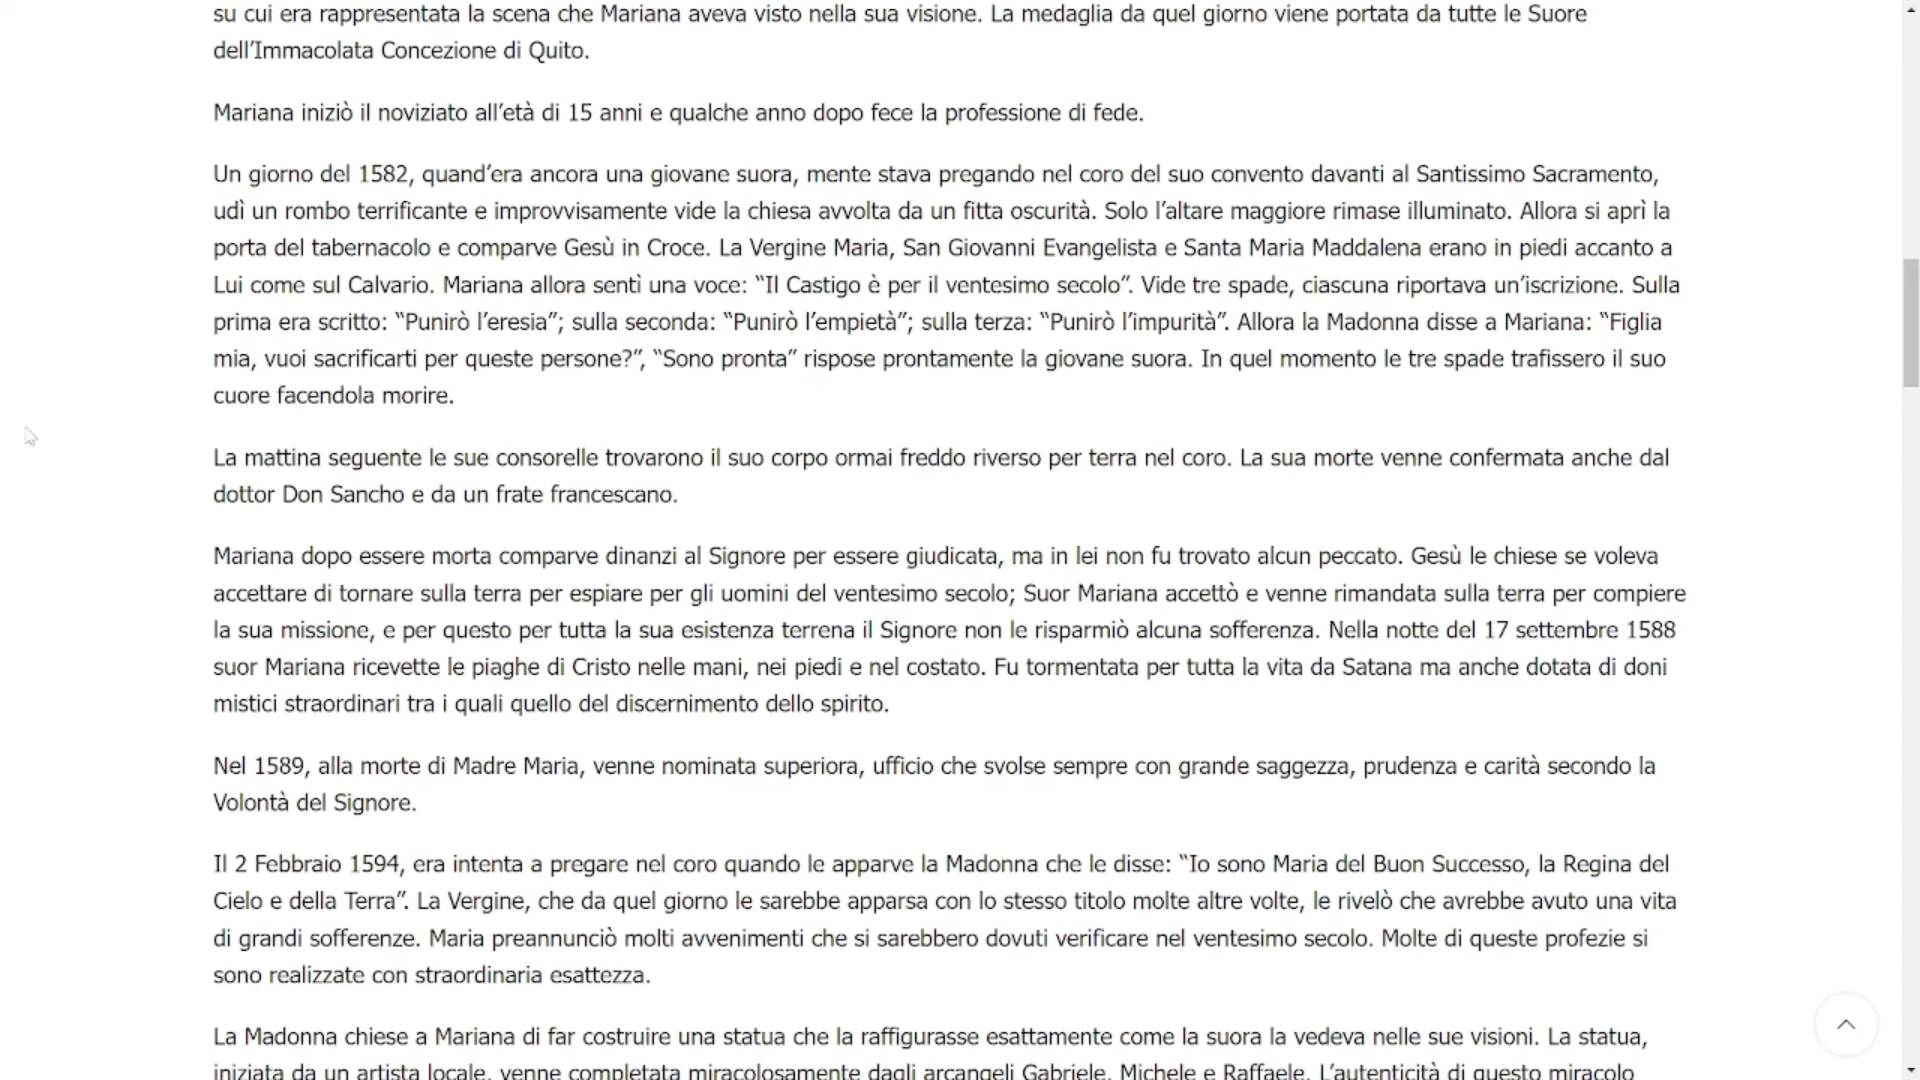 su cui era rappresentata la scena che Mariana aveva visto nella sua visione. La medaglia da quel giorno viene portata da tutte le Suore
dell’Immacolata Concezione di Quito.
Mariana iniziò il noviziato all’età di 15 anni e qualche anno dopo fece la professione di fede.
Un giorno del 1582, quand’era ancora una giovane suora, mente stava pregando nel coro del suo convento davanti al Santissimo Sacramento,
udì un rombo terrificante e improvvisamente vide la chiesa avvolta da un fitta oscurità. Solo l’altare maggiore rimase illuminato. Allora si aprì la
porta del tabernacolo e comparve Gesù in Croce. La Vergine Maria, San Giovanni Evangelista e Santa Maria Maddalena erano in piedi accanto a
Lui come sul Calvario. Mariana allora sentì una voce: “Il Castigo è per il ventesimo secolo”. Vide tre spade, ciascuna riportava un’iscrizione. Sulla
prima era scritto: “Punirò l’eresia”; sulla seconda: “Punirò l’empietà”; sulla terza: “Punirò l’impurità”. Allora la Madonna disse a Mariana: “Figlia
mia, vuoi sacrificarti per queste persone?”, “Sono pronta” rispose prontamente la giovane suora. In quel momento le tre spade trafissero il suo
cuore facendola morire.
La mattina seguente le sue consorelle trovarono il suo corpo ormai freddo riverso per terra nel coro. La sua morte venne confermata anche dal
dottor Don Sancho e da un frate francescano.
Mariana dopo essere morta comparve dinanzi al Signore per essere giudicata, ma in lei non fu trovato alcun peccato. Gesù le chiese se voleva
accettare di tornare sulla terra per espiare per gli uomini del ventesimo secolo; Suor Mariana accettò e venne rimandata sulla terra per compiere
la sua missione, e per questo per tutta la sua esistenza terrena il Signore non le risparmiò alcuna sofferenza. Nella notte del 17 settembre 1588
suor Mariana ricevette le piaghe di Cristo nelle mani, nei piedi e nel costato. Fu tormentata per tutta la vita da Satana ma anche dotata di doni
mistici straordinari tra i quali quello del discernimento dello spirito.
Nel 1589, alla morte di Madre Maria, venne nominata superiora, ufficio che svolse sempre con grande saggezza, prudenza e carità secondo la
Volontà del Signore.
Il 2 Febbraio 1594, era intenta a pregare nel coro quando le apparve la Madonna che le disse: “Io sono Maria del Buon Successo, la Regina del
Cielo e della Terra”. La Vergine, che da quel giorno le sarebbe apparsa con lo stesso titolo molte altre volte, le rivelò che avrebbe avuto una vita
di grandi sofferenze. Maria preannunciò molti avvenimenti che si sarebbero dovuti verificare nel ventesimo secolo. Molte di queste profezie si
sono realizzate con straordinaria esattezza.
La Madonna chiese a Mariana di far costruire una statua che la raffigurasse esattamente come la suora la vedeva nelle sue visioni. La statua,
iniziata da un artista locale, venne completata miracolosamente dagli arcangeli Gabriele, Michele e Raffaele. L’autenticità di questo miracolo